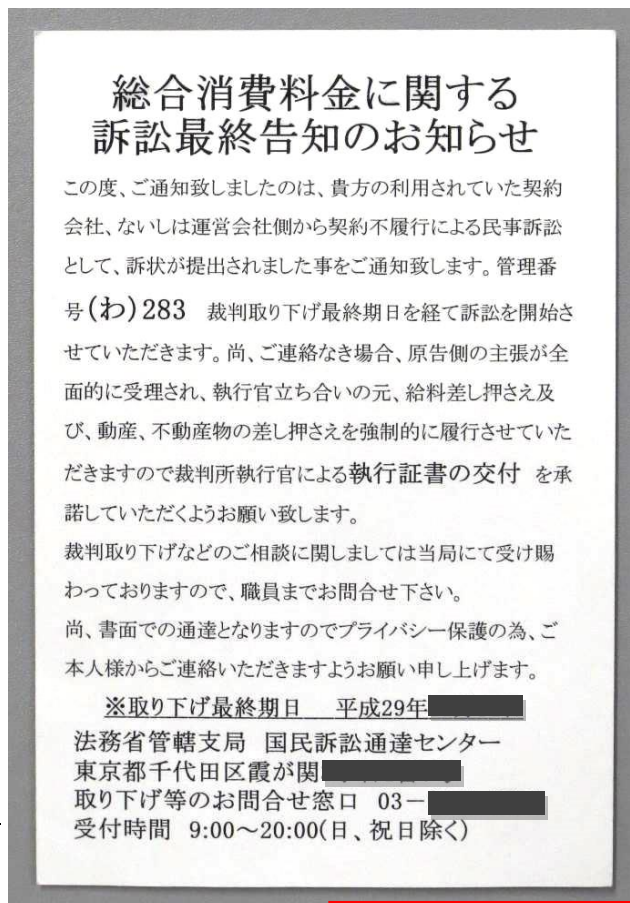 総合消費料金に関する
訴訟最終告知のお知らせ
この度、ご通知致しましたのは、貴方の利用されていた契約
会社、ないしは運営会社側から契約不履行による民事訴訟
として、訴状が提出されました事をご通知致します。管理番
号(わ)283 裁判取り下げ最終期日を経て訴訟を開始さ
せていただきます。尚、ご連絡なき場合、原告側の主張が全
面的に受理され、執行官立ち合いの元、給料差し押さえ及
び、動産、不動産物の差し押さえを強制的に履行させていた
だきますので裁判所執行官による執行証書の交付 を承
諾していただくようお願い致します。
裁判取り下げなどのご相談に関しましては当局にて受け賜
わっておりますので、職員までお問合せ下さい。
尚、書面での通達となりますのでプライバシー保護の為、ご
本人様からご連絡いただきますようお願い申し上げます。
※取り下げ最終期日 平成29年
法務省管轄支局 国民訴訟通達センター
東京都千代田区霞が関
取り下げ等のお問合せ窓口 03－
受付時間 9:00～20:00(日、祝日除く)